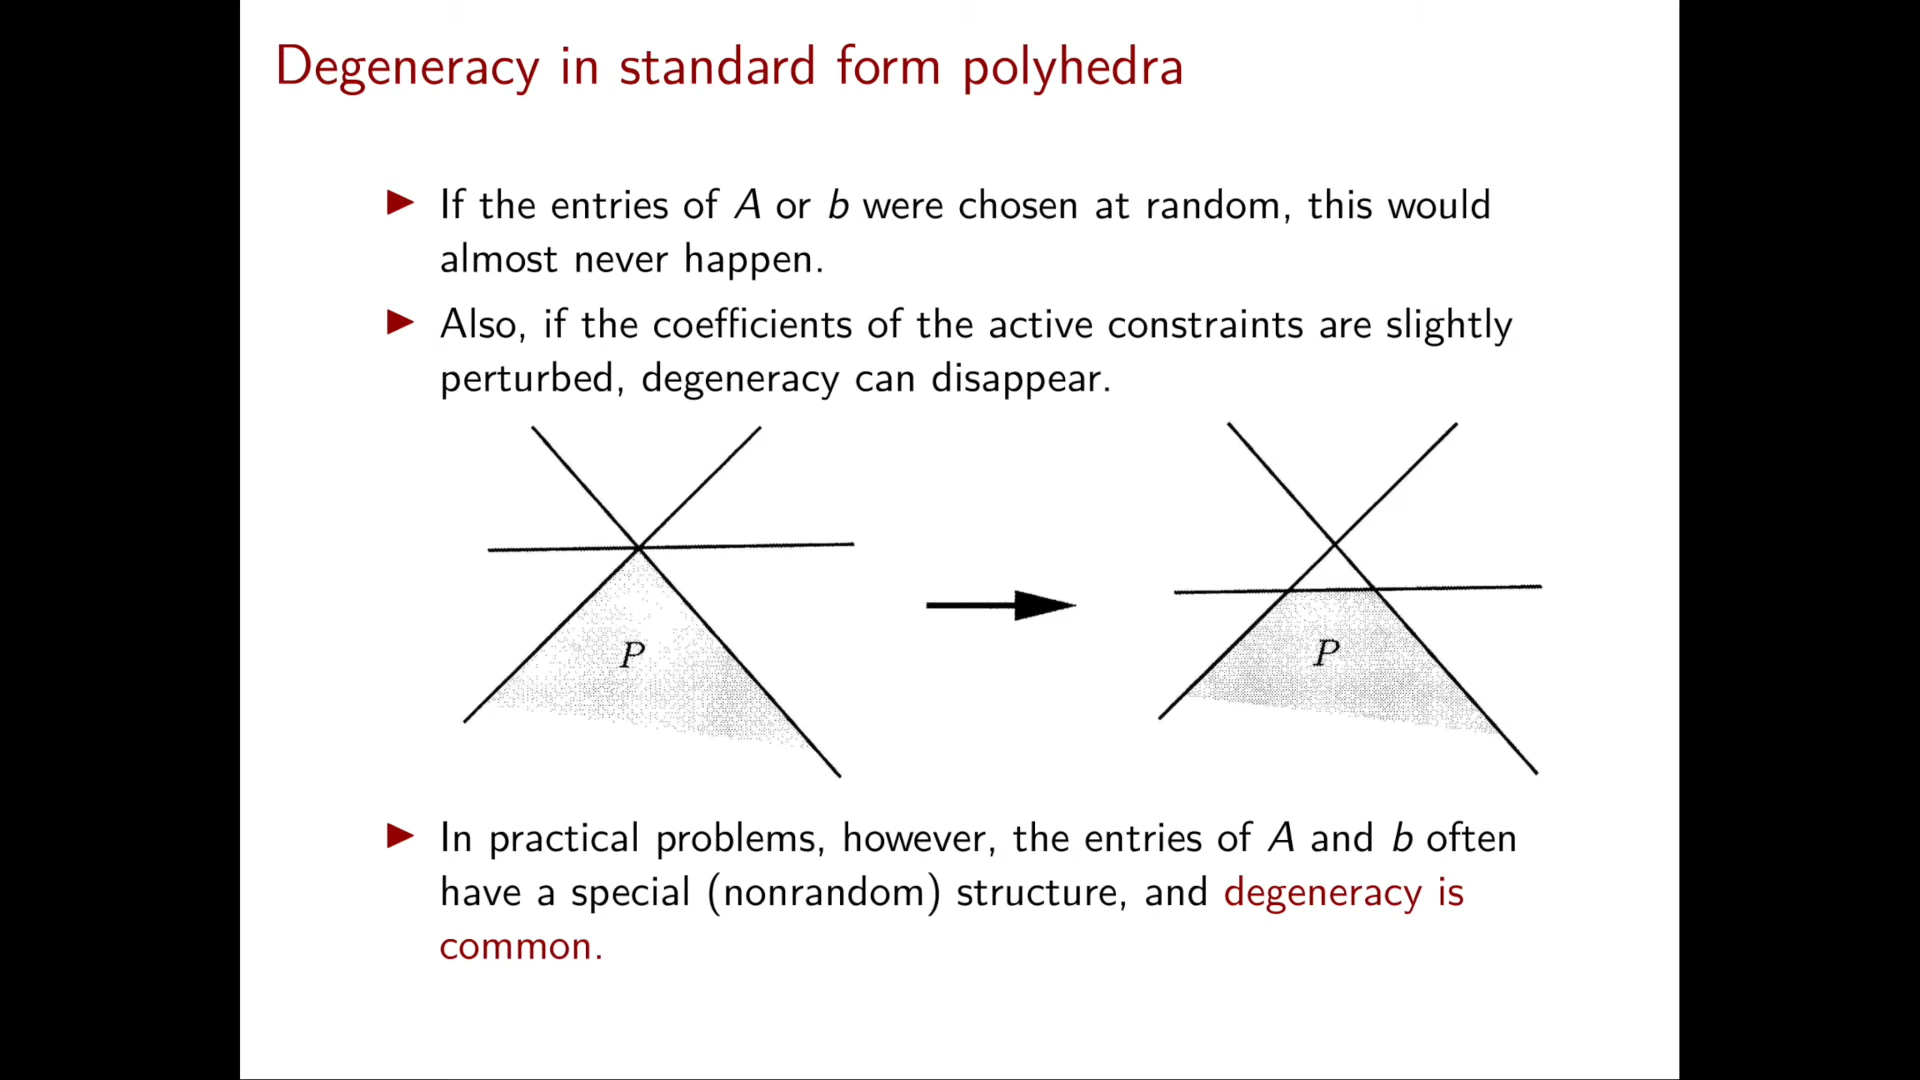 Degeneracy in standard form polyhedra
If the entries of A or b were chosen at random, this would
almost never happen.
Also, if the coefficients of the active constraints are slightly
perturbed, degeneracy can disappear.
P
P
In practical problems, however, the entries of A and b often
have a special (nonrandom) structure, and degeneracy is
common.